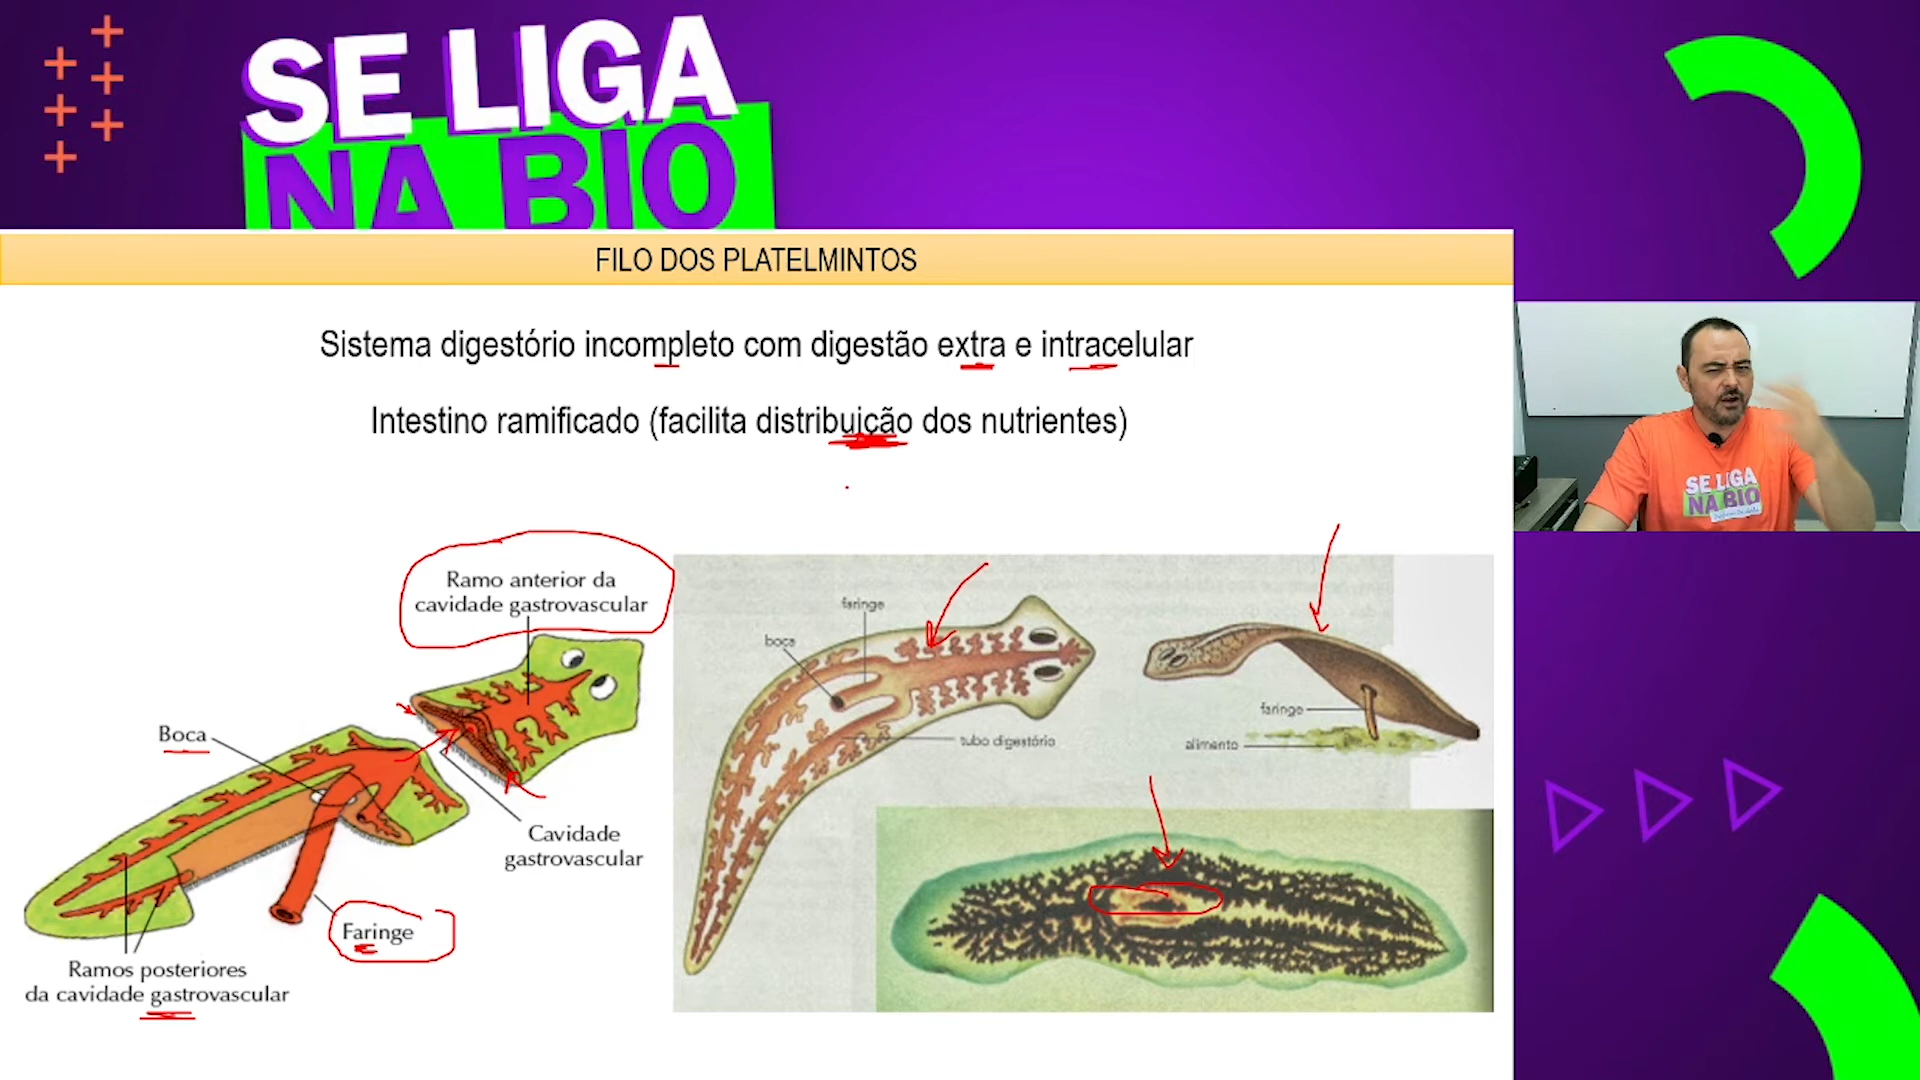 SE LIGA
NA BIO
FILO DOS PLATELMINTOS
Sistema digestório incompleto com digestão extra e intracelular
Intestino ramificado (facilita distribuição dos nutrientes)
Ramo anterior da
cavidade gastrovascular
Boca
Cavidade
gastrovascular
Faringe
Ramos posteriores
da cavidade gastrovascular
faringe
boca
tubo digestório
faringe
alimento
SE LIGA
NA BIO